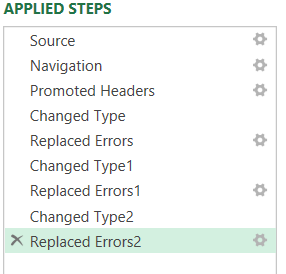 APPLIED STEPS
Source
Navigation
Promoted Headers
Changed Type
Replaced Errors
Changed Type1
Replaced Errors1
Changed Type2
Replaced Errors2